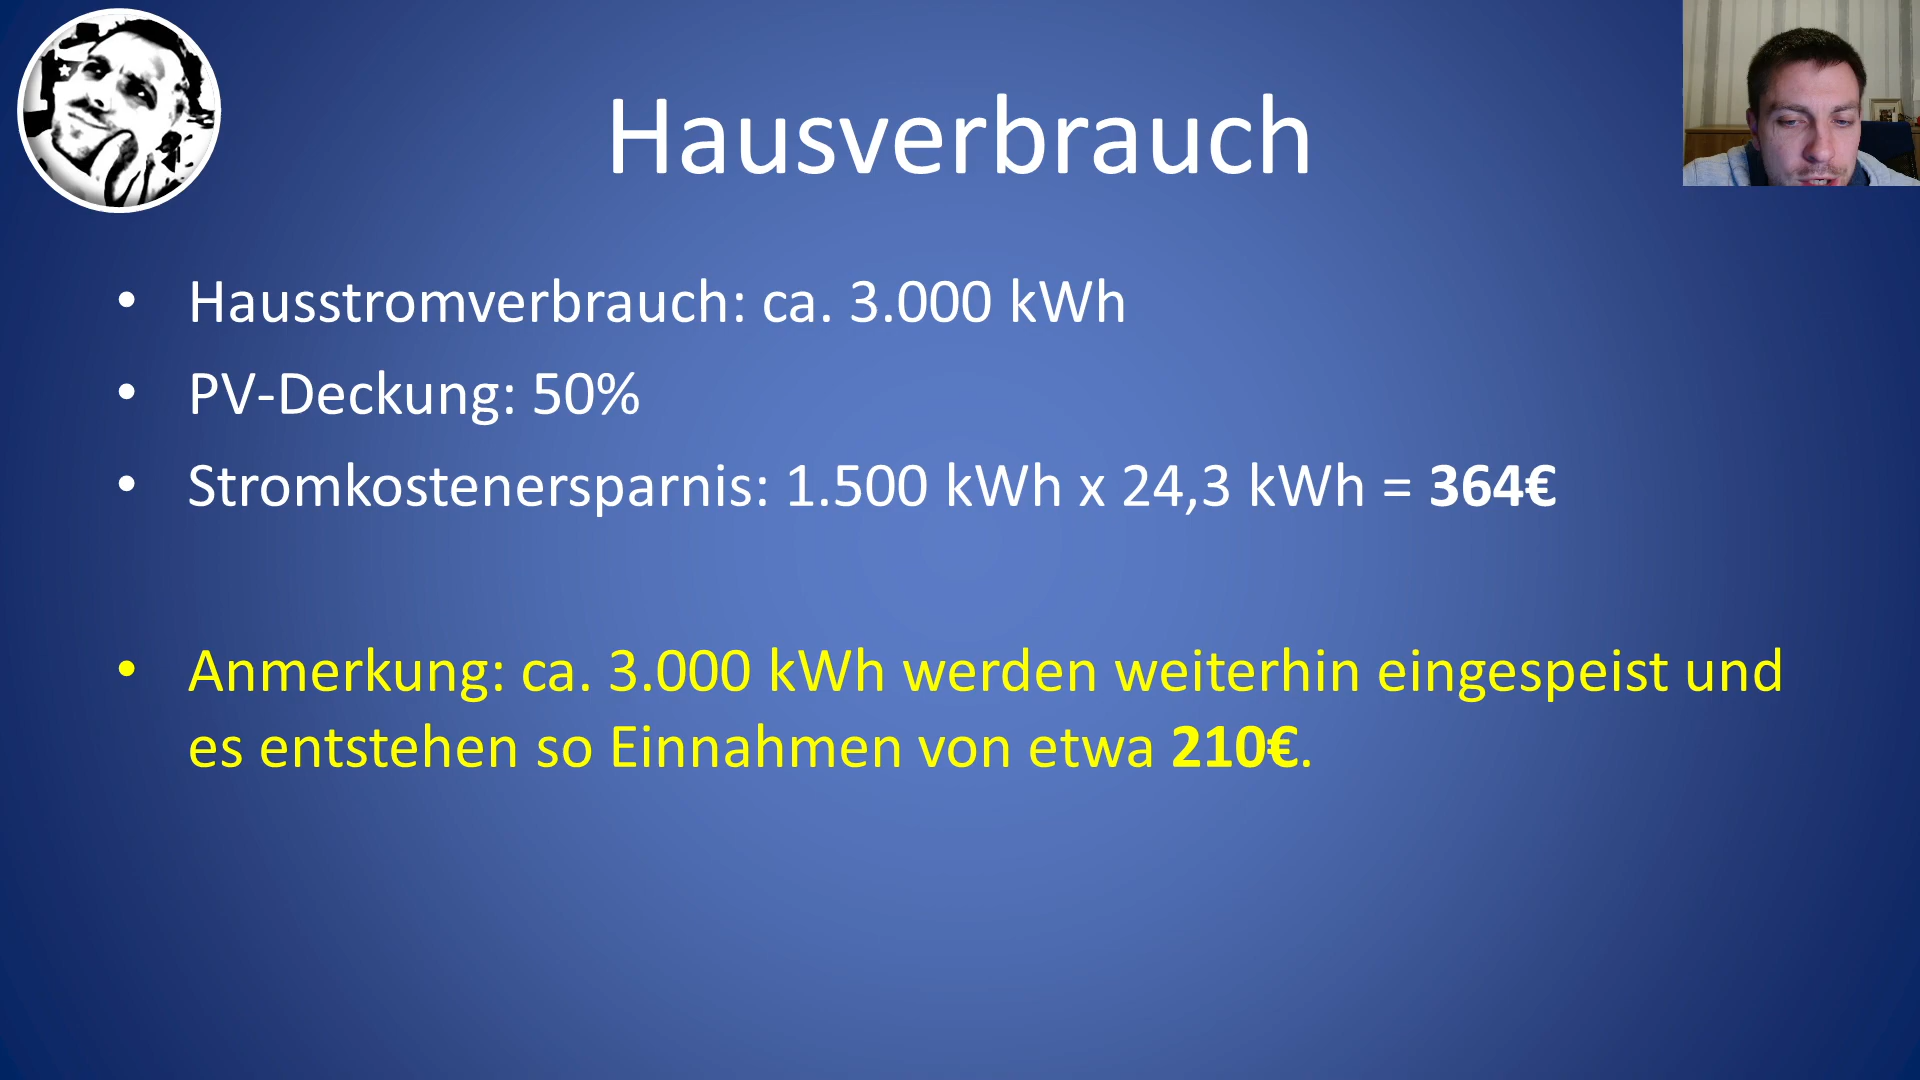 Hausverbrauch
• Hausstromverbrauch: ca. 3.000 kWh
• PV-Deckung: 50%
• Stromkostenersparnis: 1.500 kWh x 24,3 kWh = 364€
• Anmerkung: ca. 3.000 kWh werden weiterhin eingespeist und
es entstehen so Einnahmen von etwa 210€.